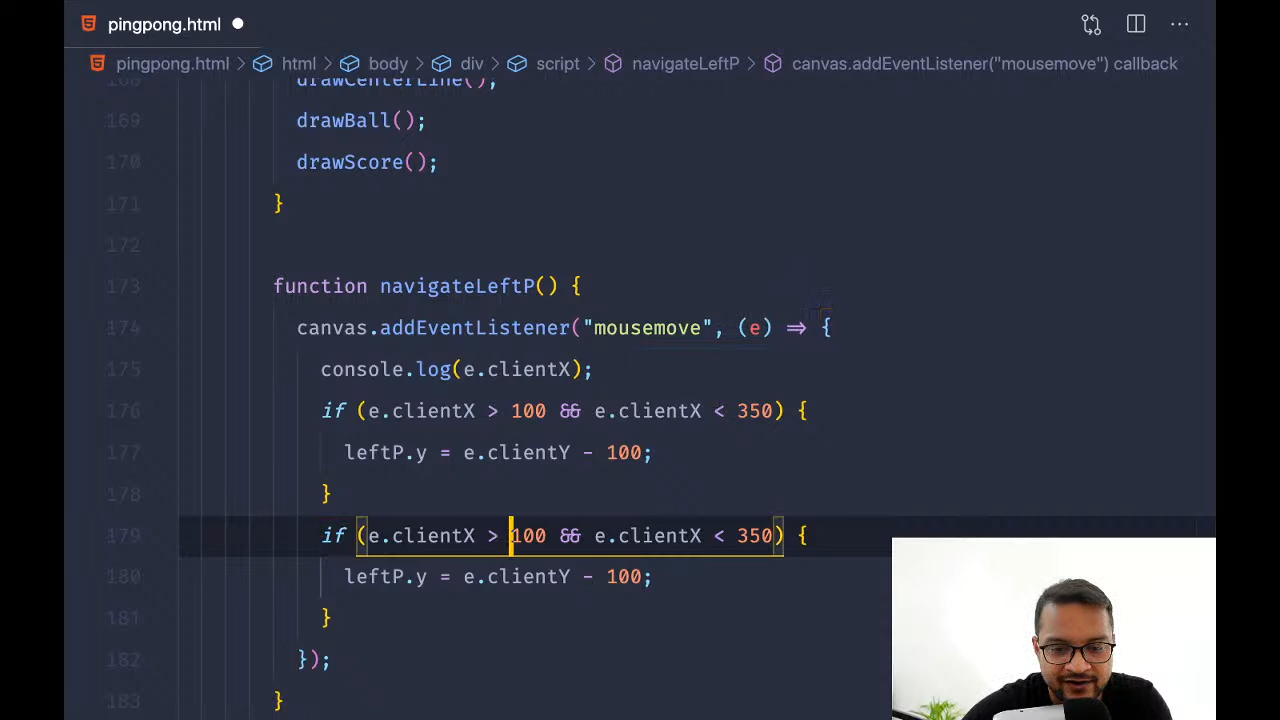 pingpong.html
pingpong.html > html > body > div > script > navigateLeftP > canvas.addEventListener("mousemove") callback
168 drawCenterLine();
169 drawBall();
170 drawScore();
171 }
172
173 function navigateLeftP() {
174 canvas.addEventListener("mousemove", (e) => {
175 console.log(e.clientX);
176 if (e.clientX > 100 && e.clientX < 350) {
177 leftP.y = e.clientY - 100;
178 }
179 if (e.clientX > 100 && e.clientX < 350) {
180 leftP.y = e.clientY - 100;
181 }
182 });
183 }